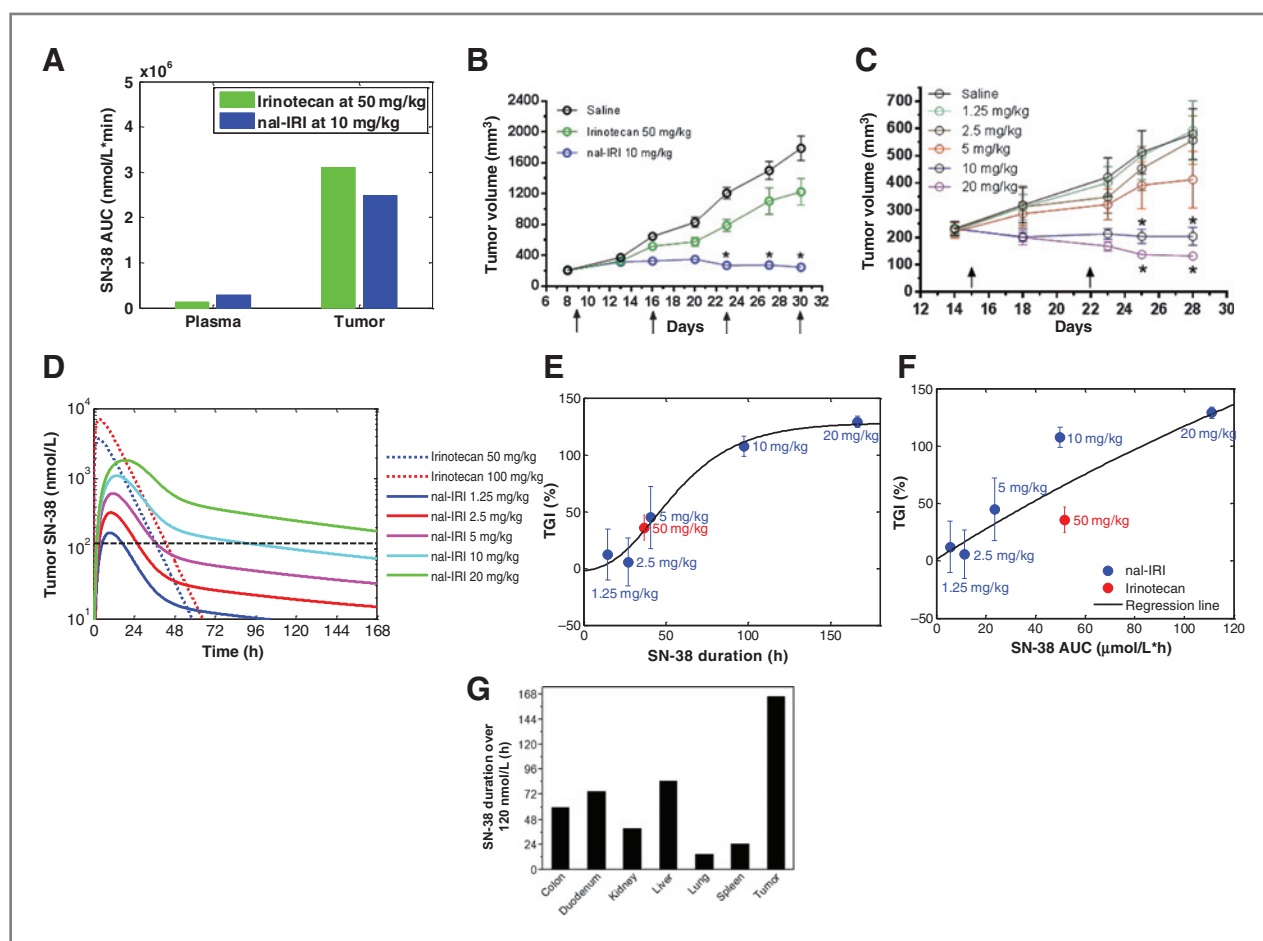 A
×10⁶
5
4
3
2
1
0
SN-38 AUC (nmol/L*min)
Irinotecan at 50 mg/kg
nal-IRI at 10 mg/kg
Plasma
Tumor
B
2400
2000
1600
1200
800
400
0
Tumor volume (mm³)
Saline
Irinotecan 50 mg/kg
nal-IRI 10 mg/kg
* * *
6 8 10 12 14 16 18 20 22 24 26 28 30 32
Days
C
700
600
500
400
300
200
100
0
Tumor volume (mm³)
Saline
1.25 mg/kg
2.5 mg/kg
5 mg/kg
10 mg/kg
20 mg/kg
* *
* *
12 14 16 18 20 22 24 26 28 30
Days
D
10⁴
10³
10²
10¹
Tumor SN-38 (nmol/L)
0 24 48 72 96 120 144 168
Time (h)
Irinotecan 50 mg/kg
Irinotecan 100 mg/kg
nal-IRI 1.25 mg/kg
nal-IRI 2.5 mg/kg
nal-IRI 5 mg/kg
nal-IRI 10 mg/kg
nal-IRI 20 mg/kg
E
150
100
50
0
−50
TGI (%)
20 mg/kg
10 mg/kg
5 mg/kg
50 mg/kg
2.5 mg/kg
1.25 mg/kg
0 50 100 150
SN-38 duration (h)
F
150
100
50
0
−50
TGI (%)
20 mg/kg
10 mg/kg
5 mg/kg
50 mg/kg
2.5 mg/kg
1.25 mg/kg
nal-IRI
Irinotecan
Regression line
0 20 40 60 80 100 120
SN-38 AUC (μmol/L*h)
G
168
144
120
96
72
48
24
0
SN-38 duration over
120 nmol/L (h)
Colon
Duodenum
Kidney
Liver
Lung
Spleen
Tumor